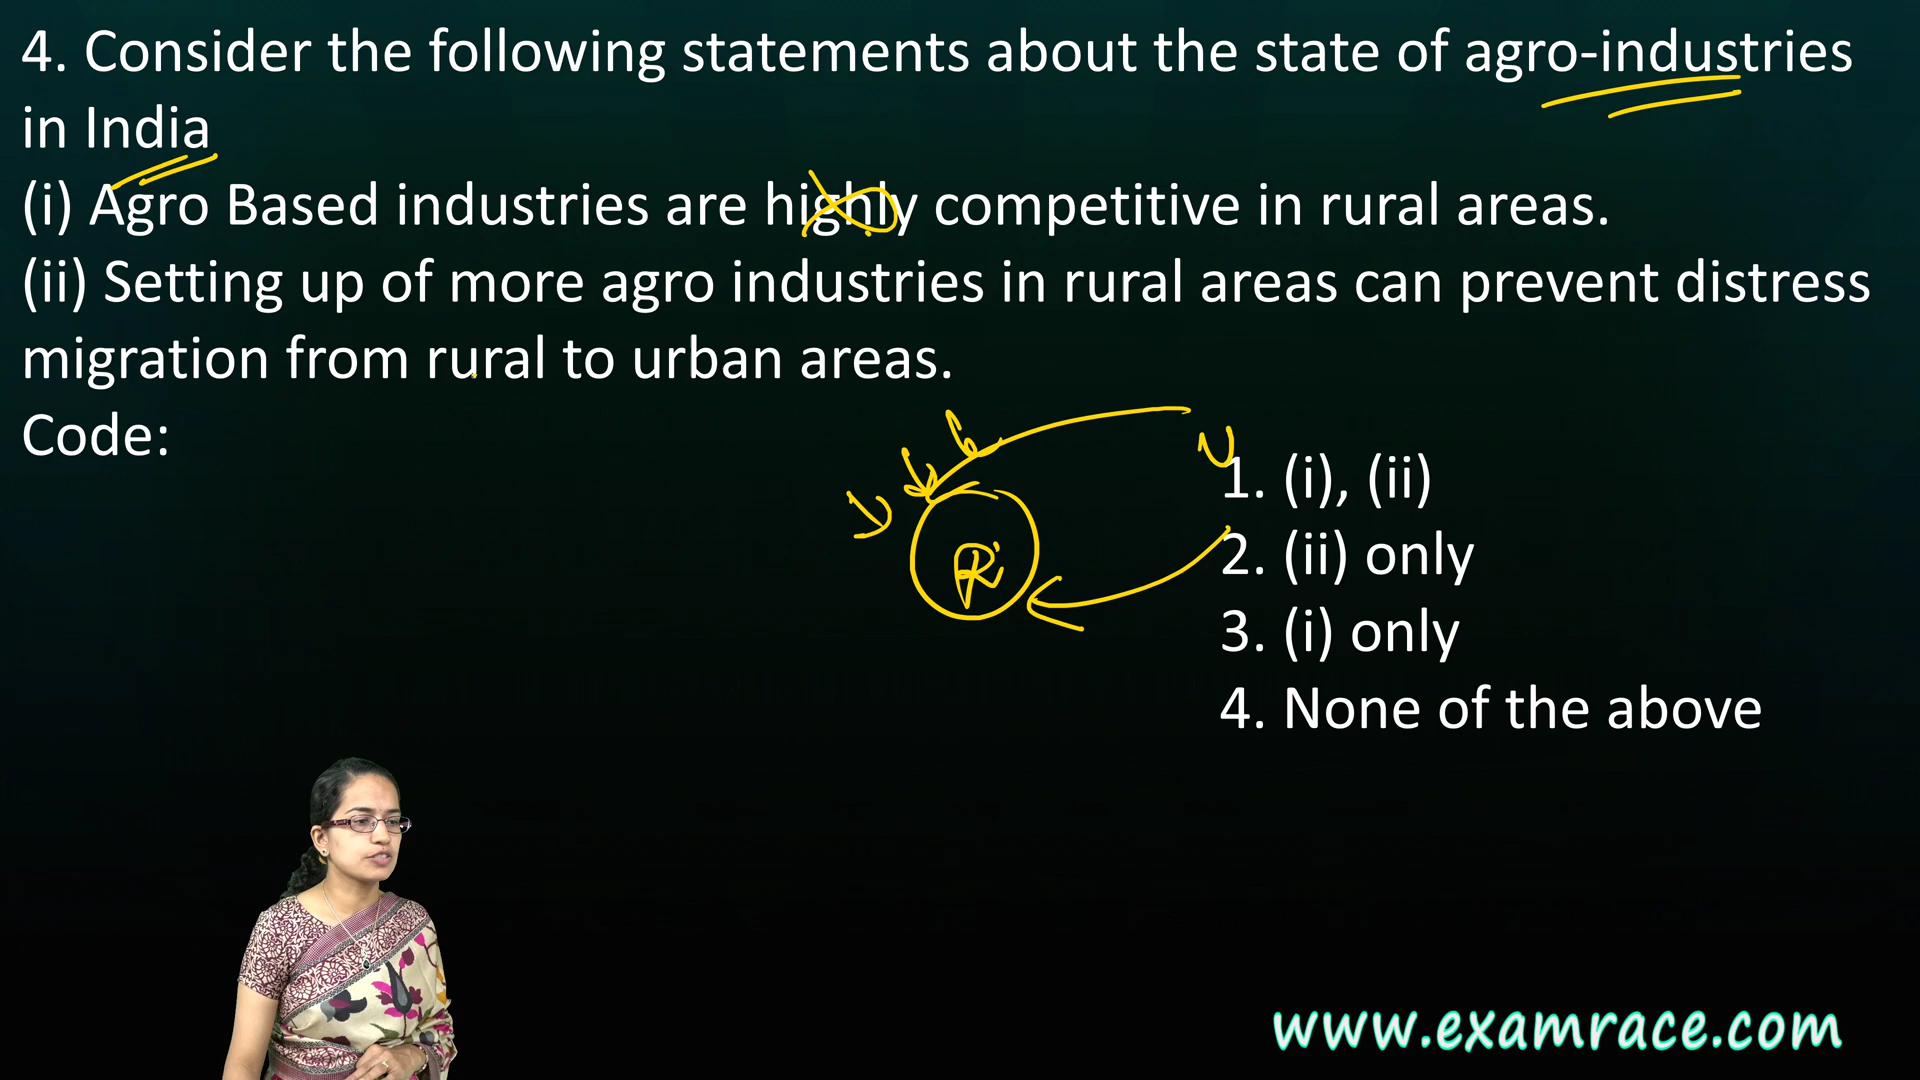 4. Consider the following statements about the state of agro-industries
in India
(i) Agro Based industries are highly competitive in rural areas.
(ii) Setting up of more agro industries in rural areas can prevent distress
migration from rural to urban areas.
Code:
U
1. (i), (ii)
2. (ii) only
R
3. (i) only
4. None of the above
www.examrace.com